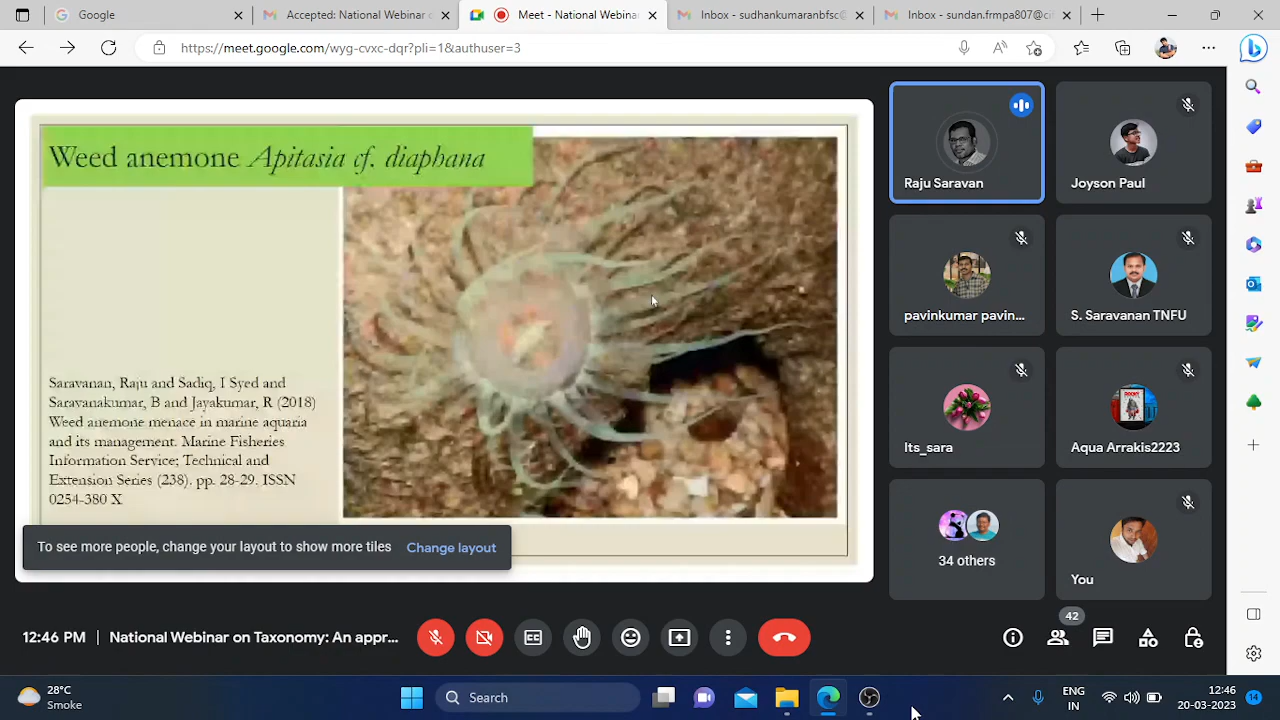 Google
Accepted: National Webinar c
Meet - National Webina
Inbox - sudhankumaranbfsc@
Inbox - sundan.frmpa807@cif
https://meet.google.com/wyg-cvxc-dqr?pli=1&authuser=3
Weed anemone Apitasia cf. diaphana
Saravanan, Raju and Sadiq, I Syed and
Saravanakumar, B and Jayakumar, R (2018)
Weed anemone menace in marine aquaria
and its management. Marine Fisheries
Information Service; Technical and
Extension Series (238). pp. 28-29. ISSN
0254-380 X
To see more people, change your layout to show more tiles Change layout
Raju Saravan
Joyson Paul
pavinkumar pavin...
S. Saravanan TNFU
Its_sara
Aqua Arrakis2223
34 others
You
12:46 PM | National Webinar on Taxonomy: An appr...
42
28°C
Smoke
Search
ENG
IN
12:46
20-03-2023
14